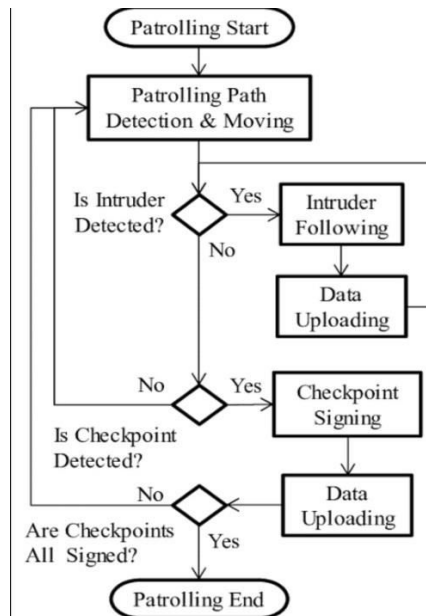 Patrolling Start
Patrolling Path
Detection & Moving
Is Intruder
Detected?
Yes
No
Intruder
Following
Data
Uploading
No
Yes
Is Checkpoint
Detected?
Checkpoint
Signing
Data
Uploading
No
Are Checkpoints
All Signed?
Yes
Patrolling End